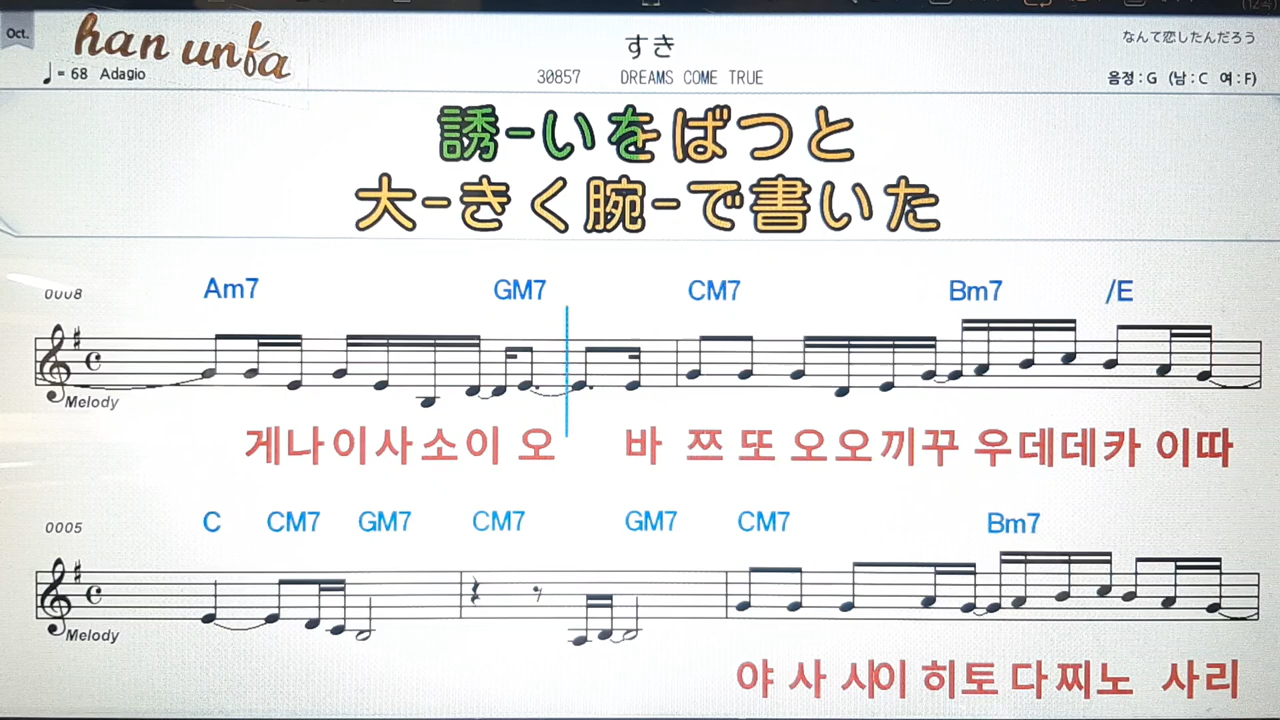 Oct.
han unfa
♩= 68 Adagio
すき
30857 DREAMS COME TRUE
なんて恋したんだろう
음정:G (남:C 여:F)
誘-いをばつと
大-きく腕-で書いた
0008
Am7 GM7 CM7 Bm7 /E
Melody
게나이사소이 오 바 쯔 또 오오끼꾸 우데데카 이따
0005
C CM7 GM7 CM7 GM7 CM7 Bm7
Melody
야 사 시이 히토 다찌노 사리